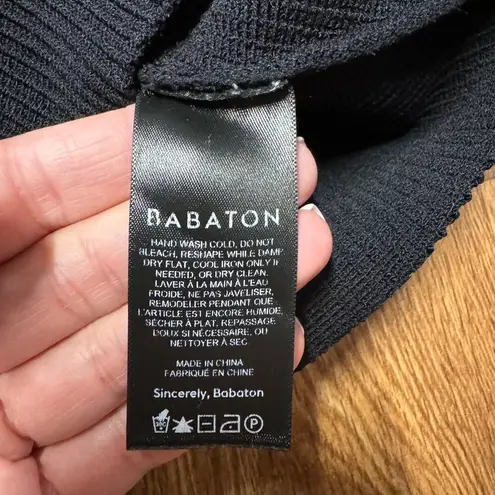 BABATON
HAND WASH COLD, DO NOT
BLEACH, RESHAPE WHILE DAMP,
DRY FLAT, COOL IRON ONLY IF
NEEDED, OR DRY CLEAN.
LAVER À LA MAIN À L'EAU
FROIDE, NE PAS JAVELISER,
REMODELER PENDANT QUE
L'ARTICLE EST ENCORE HUMIDE,
SÉCHER À PLAT. REPASSAGE
DOUX SI NÉCESSAIRE, OU
NETTOYER À SEC.
MADE IN CHINA
FABRIQUÉ EN CHINE
Sincerely, Babaton
30C P